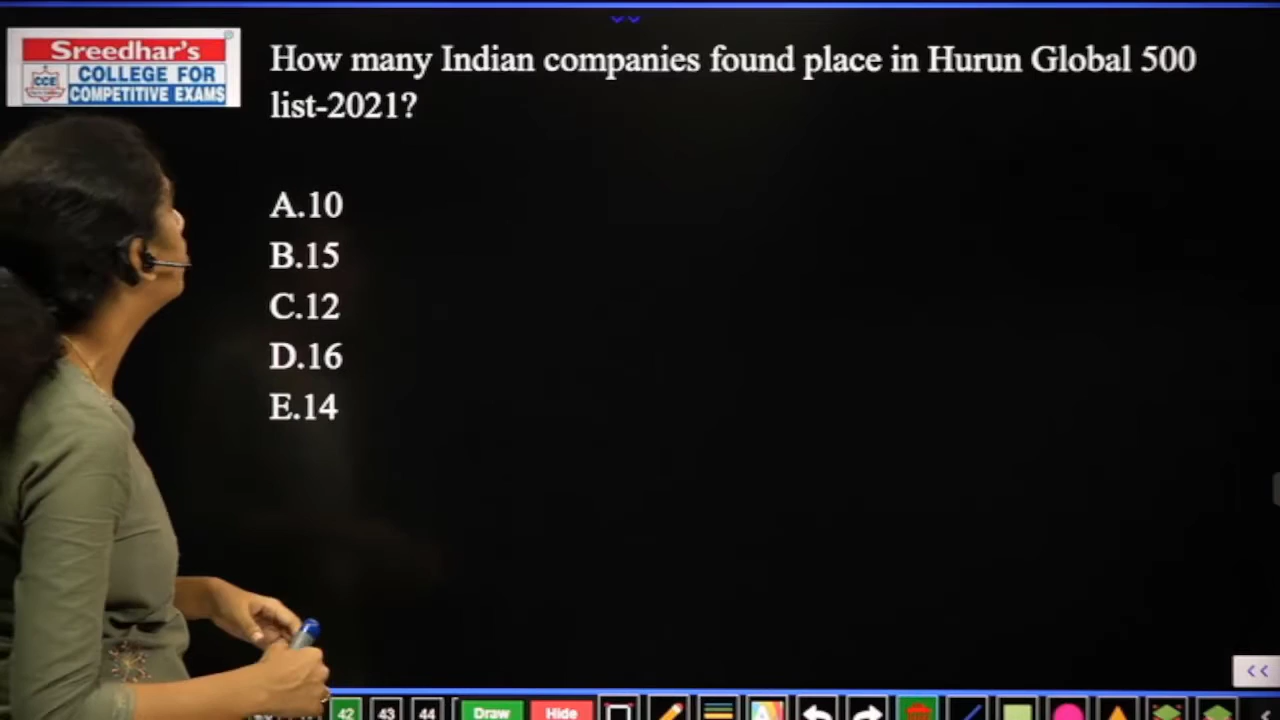 Sreedhar's
CCE
COLLEGE FOR
COMPETITIVE EXAMS
How many Indian companies found place in Hurun Global 500
list-2021?
A.10
B.15
C.12
D.16
E.14
<<
42 43 44 Draw Hide